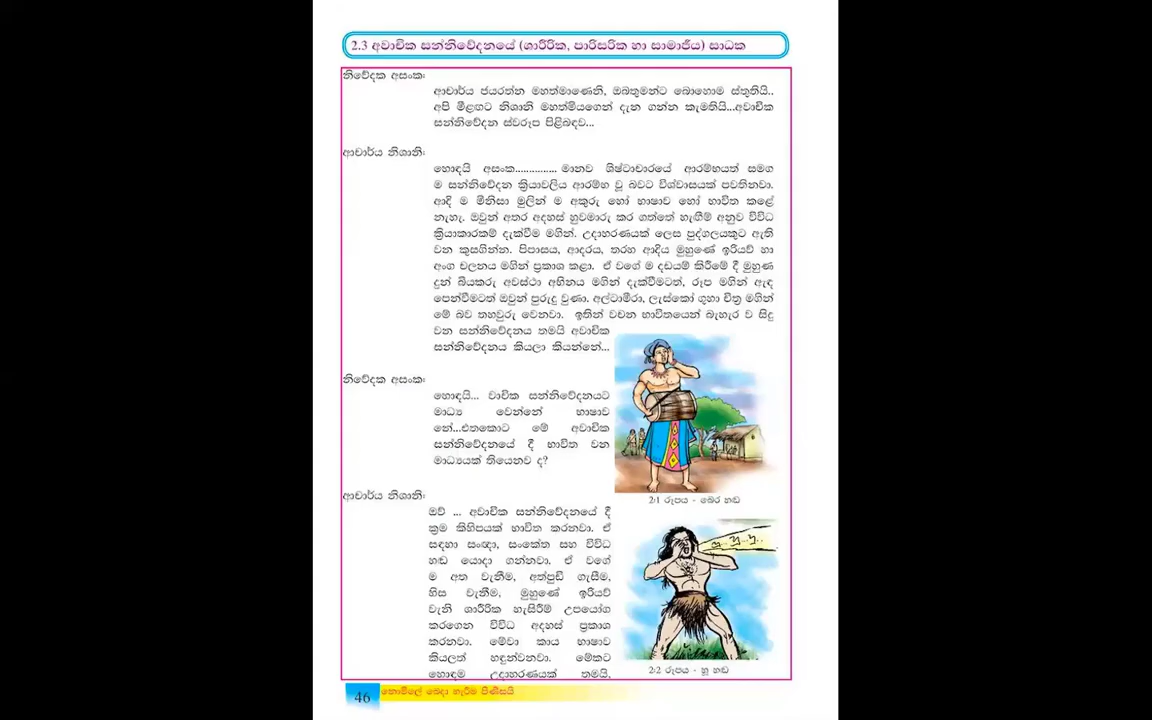 2.3 අවාචික සන්නිවේදනයේ (ශාරීරික, පාරිසරික හා සාමාජීය) සාධක
නිවේදක අසංක:
ආචාර්ය ජයරත්න මහත්මාණෙනි, ඔබතුමන්ට බොහොම ස්තුතියි..
අපි මීළඟට නිශානි මහත්මියගෙන් දැන ගන්න කැමතියි...අවාචික
සන්නිවේදන ස්වරූප පිළිබඳව...
ආචාර්ය නිශානි:
හොඳයි අසංක.............. මානව ශිෂ්ටාචාරයේ ආරම්භයත් සමග
ම සන්නිවේදන ක්‍රියාවලිය ආරම්භ වූ බවට විශ්වාසයක් පවතිනවා.
ආදි ම මිනිසා මුලින් ම අකුරු හෝ භාෂාව හෝ භාවිත කළේ
නැහැ. ඔවුන් අතර අදහස් හුවමාරු කර ගත්තේ හැඟීම් අනුව විවිධ
ක්‍රියාකාරකම් දැක්වීම මගින්. උදාහරණයක් ලෙස පුද්ගලයකුට ඇති
වන කුසගින්න. පිපාසය, ආදරය, තරහ ආදිය මුහුණේ ඉරියව් හා
අංග චලනය මගින් ප්‍රකාශ කළා. ඒ වගේ ම දඩයම් කිරීමේ දී මුහුණ
දුන් බියකරු අවස්ථා අභිනය මගින් දැක්වීමටත්, රූප මගින් ඇඳ
පෙන්වීමටත් ඔවුන් පුරුදු වුණා. අල්ටාමීරා, ලැස්කෝ ගුහා චිත්‍ර මගින්
මේ බව තහවුරු වෙනවා. ඉතින් වචන භාවිතයෙන් බැහැර ව සිදු
වන සන්නිවේදනය තමයි අවාචික
සන්නිවේදනය කියලා කියන්නේ...
නිවේදක අසංක:
හොඳයි... වාචික සන්නිවේදනයට
මාධ්‍ය වෙන්නේ භාෂාව
නේ...එතකොට මේ අවාචික
සන්නිවේදනයේ දී භාවිත වන
මාධ්‍යයක් තියෙනව ද?
2/1 රූපය - බෙර හඬ
ආචාර්ය නිශානි:
ඔව් ... අවාචික සන්නිවේදනයේ දී
ක්‍රම කිහිපයක් භාවිත කරනවා. ඒ
සඳහා සංඥා, සංකේත සහ විවිධ
හඬ යොදා ගන්නවා. ඒ වගේ
ම අත වැනීම, අත්පුඩි ගැසීම,
හිස වැනීම, මුහුණේ ඉරියව්
වැනි ශාරීරික හැසිරීම් උපයෝග
කරගෙන විවිධ අදහස් ප්‍රකාශ
කරනවා. මේවා කාය භාෂාව
කියලත් හඳුන්වනවා. මේකට
හොඳම උදාහරණයක් තමයි,
හූ... හූ... හූ..
2/2 රූපය - හූ හඬ
46
නොමිලේ බෙදා හැරීම පිණිසයි